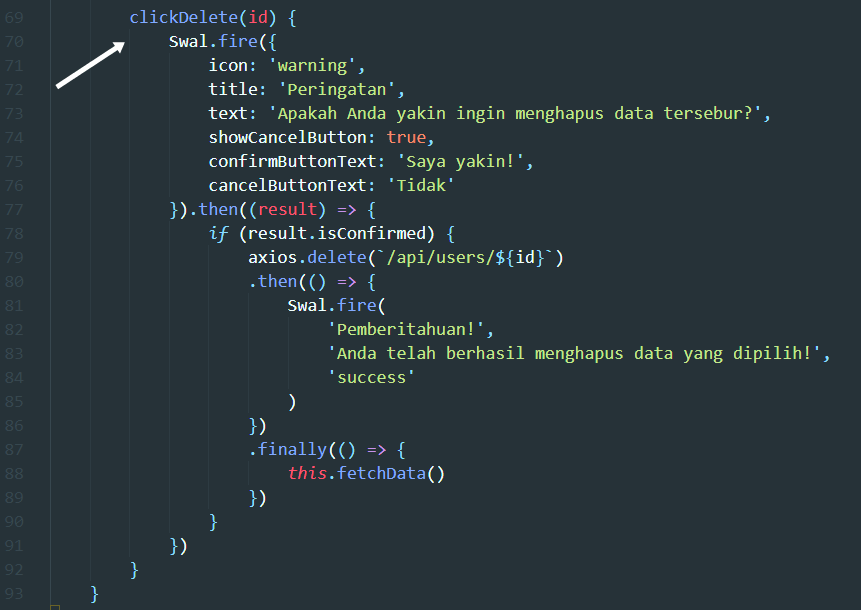 69 clickDelete(id) {
70 Swal.fire({
71 icon: 'warning',
72 title: 'Peringatan',
73 text: 'Apakah Anda yakin ingin menghapus data tersebur?',
74 showCancelButton: true,
75 confirmButtonText: 'Saya yakin!',
76 cancelButtonText: 'Tidak'
77 }).then((result) => {
78 if (result.isConfirmed) {
79 axios.delete(`/api/users/${id}`)
80 .then(() => {
81 Swal.fire(
82 'Pemberitahuan!',
83 'Anda telah berhasil menghapus data yang dipilih!',
84 'success'
85 )
86 })
87 .finally(() => {
88 this.fetchData()
89 })
90 }
91 })
92 }
93 }